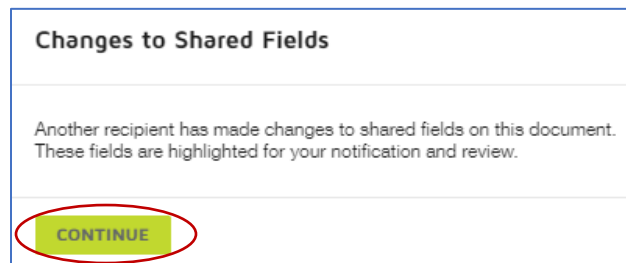 Changes to Shared Fields
Another recipient has made changes to shared fields on this document.
These fields are highlighted for your notification and review.
CONTINUE